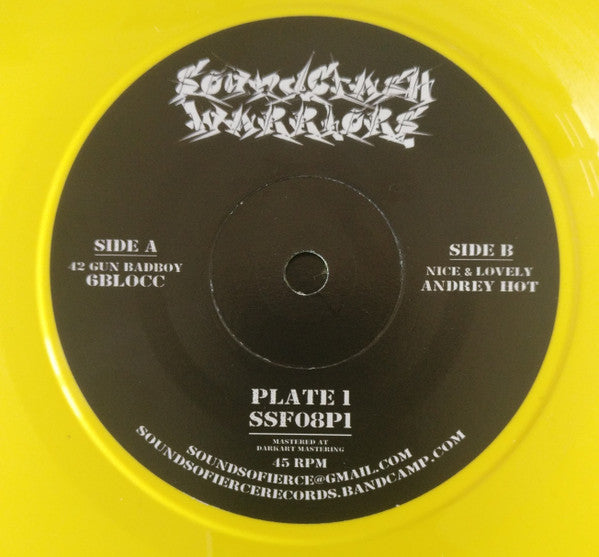 SOUNDCLASH
WARRIORS
SIDE A
42 GUN BADBOY
6BLOCC
SIDE B
NICE & LOVELY
ANDREY HOT
PLATE 1
SSF08P1
MASTERED AT
DARKART MASTERING
45 RPM
SOUNDSOFIERCE@GMAIL.COM
SOUNDSOFIERCERECORDS.BANDCAMP.COM